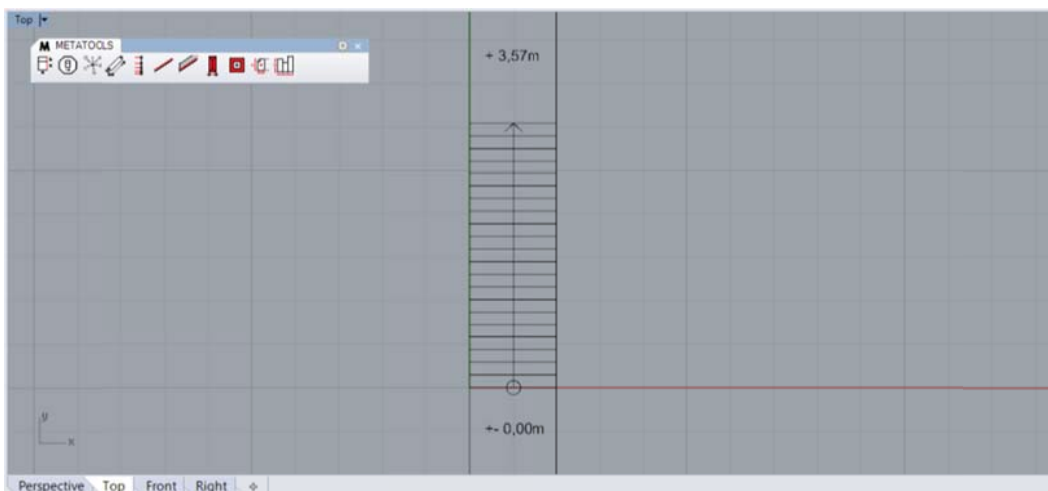 Top
METATOOLS
+ 3,57m
+- 0,00m
y
x
Perspective Top Front Right